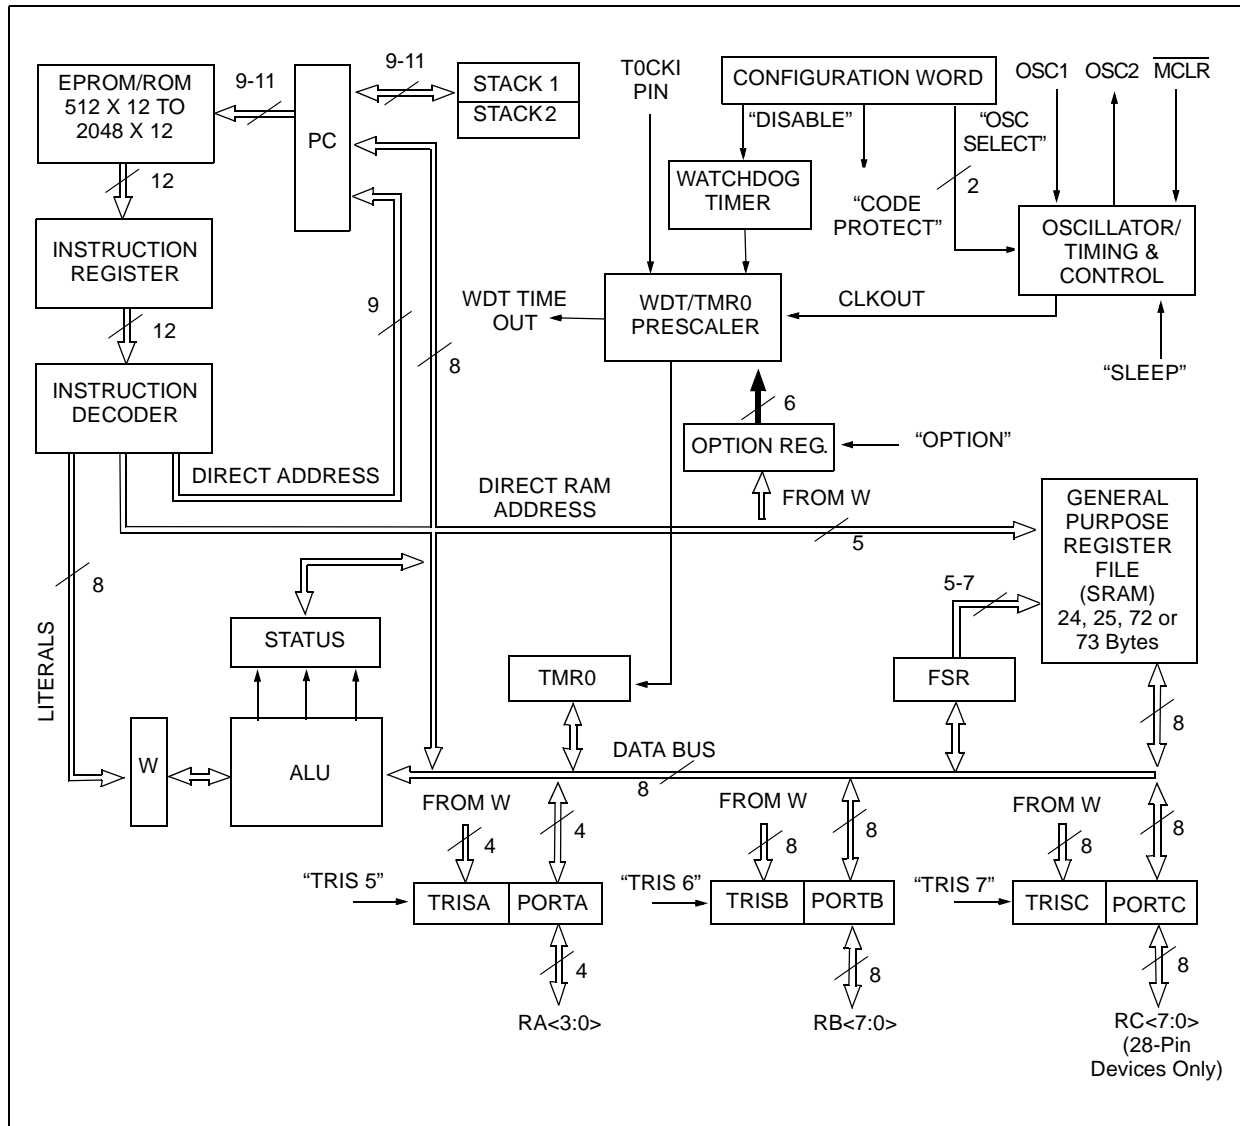 EPROM/ROM
512 X 12 TO
2048 X 12
9-11
PC
9-11
STACK 1
STACK 2
T0CKI
PIN
CONFIGURATION WORD
"DISABLE"
"OSC
SELECT"
2
"CODE
PROTECT"
WATCHDOG
TIMER
OSC1
OSC2
MCLR
OSCILLATOR/
TIMING &
CONTROL
"SLEEP"
12
INSTRUCTION
REGISTER
12
INSTRUCTION
DECODER
9
8
WDT TIME
OUT
WDT/TMR0
PRESCALER
CLKOUT
6
OPTION REG.
"OPTION"
FROM W
DIRECT ADDRESS
DIRECT RAM
ADDRESS
5
GENERAL
PURPOSE
REGISTER
FILE
(SRAM)
24, 25, 72 or
73 Bytes
5-7
8
LITERALS
STATUS
TMR0
FSR
8
W
ALU
DATA BUS
8
FROM W
4
4
FROM W
8
8
FROM W
8
8
"TRIS 5"
TRISA
PORTA
"TRIS 6"
TRISB
PORTB
"TRIS 7"
TRISC
PORTC
4
8
8
RA<3:0>
RB<7:0>
RC<7:0>
(28-Pin
Devices Only)